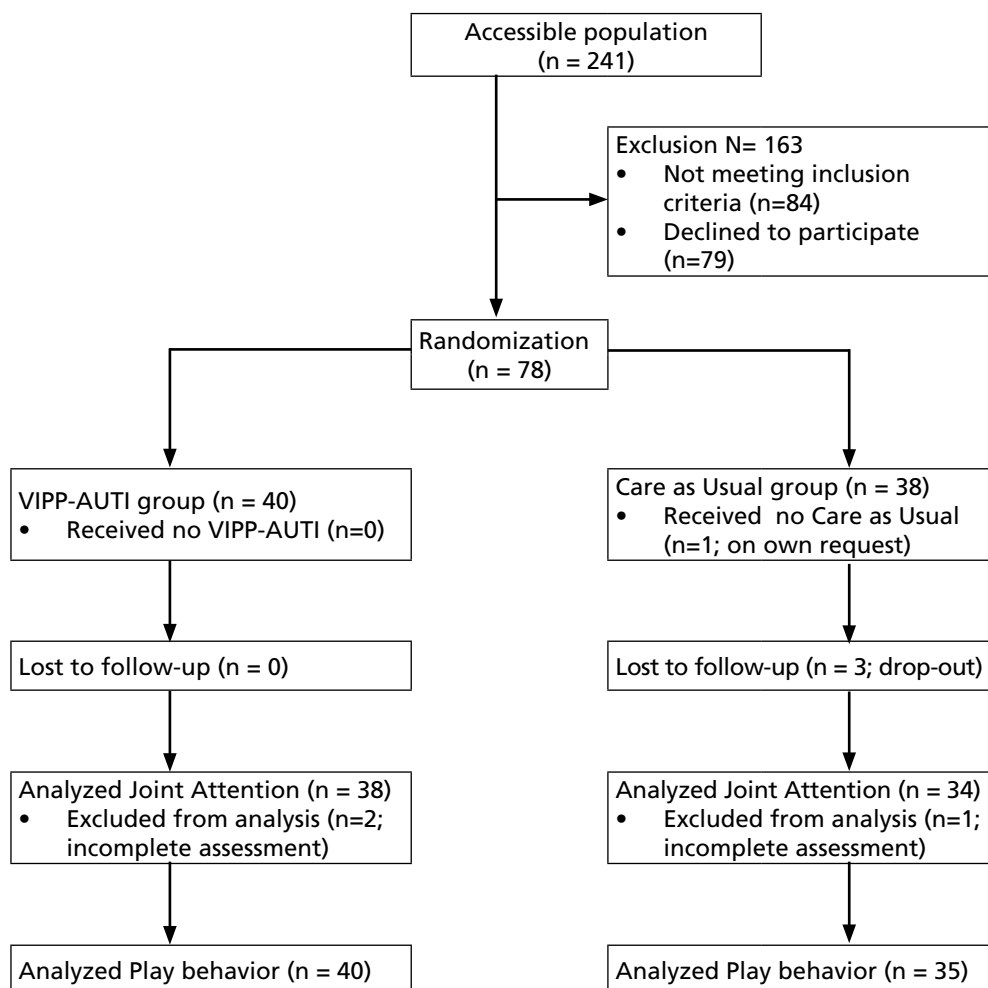 Accessible population
(n = 241)
Exclusion N= 163
• Not meeting inclusion
criteria (n=84)
• Declined to participate
(n=79)
Randomization
(n = 78)
VIPP-AUTI group (n = 40)
• Received no VIPP-AUTI (n=0)
Care as Usual group (n = 38)
• Received no Care as Usual
(n=1; on own request)
Lost to follow-up (n = 0)
Lost to follow-up (n = 3; drop-out)
Analyzed Joint Attention (n = 38)
• Excluded from analysis (n=2;
incomplete assessment)
Analyzed Joint Attention (n = 34)
• Excluded from analysis (n=1;
incomplete assessment)
Analyzed Play behavior (n = 40)
Analyzed Play behavior (n = 35)